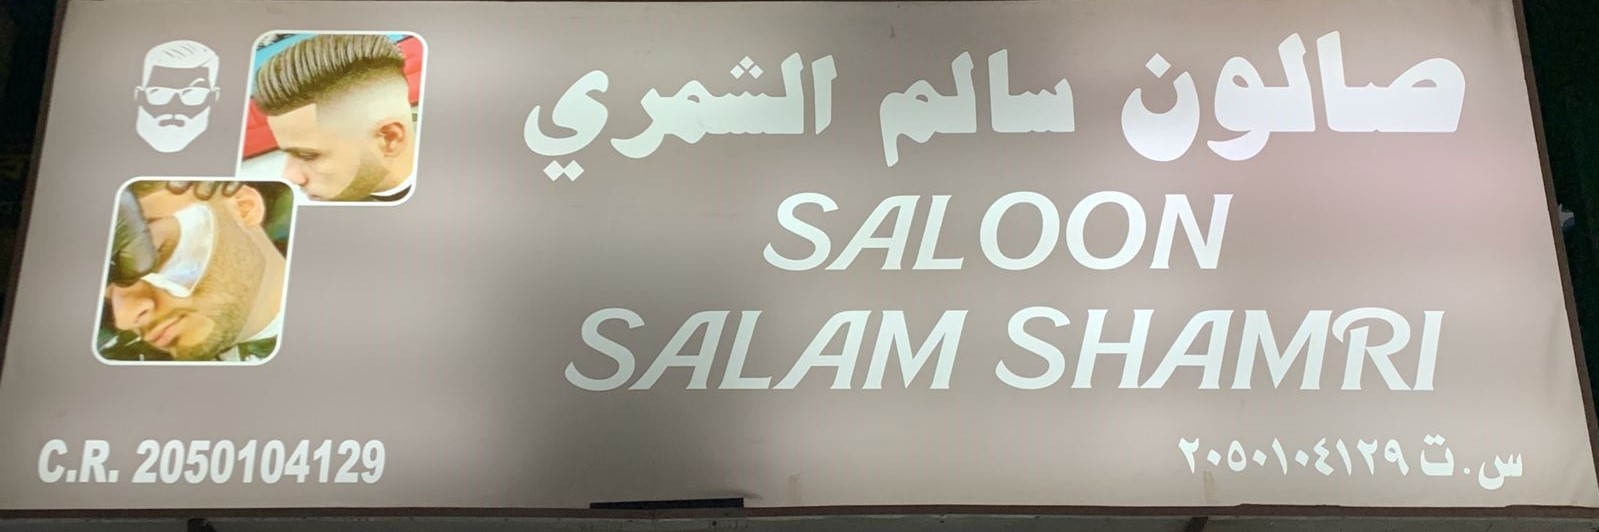 صالون سالم الشمري
SALOON
SALAM SHAMRI
C.R. 2050104129
س.ت ٢٠٥٠١٠٤١٢٩